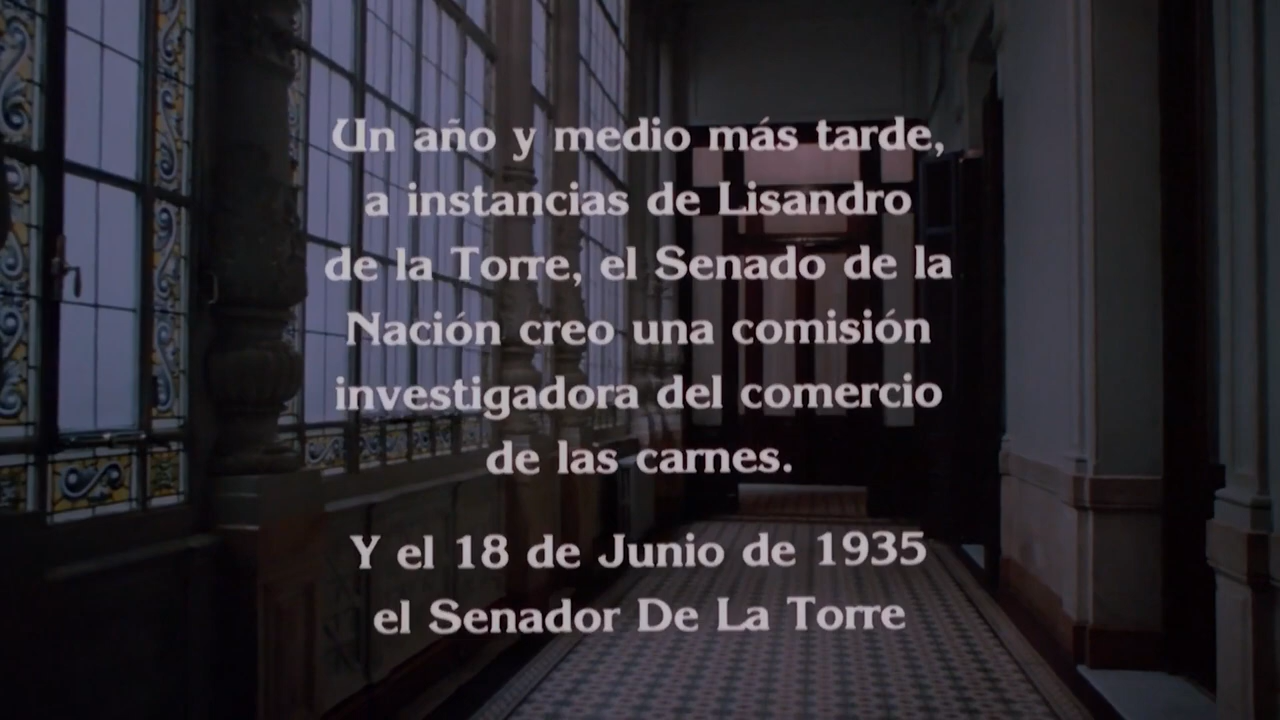 Un año y medio más tarde,
a instancias de Lisandro
de la Torre, el Senado de la
Nación creo una comisión
investigadora del comercio
de las carnes.
Y el 18 de Junio de 1935
el Senador De La Torre